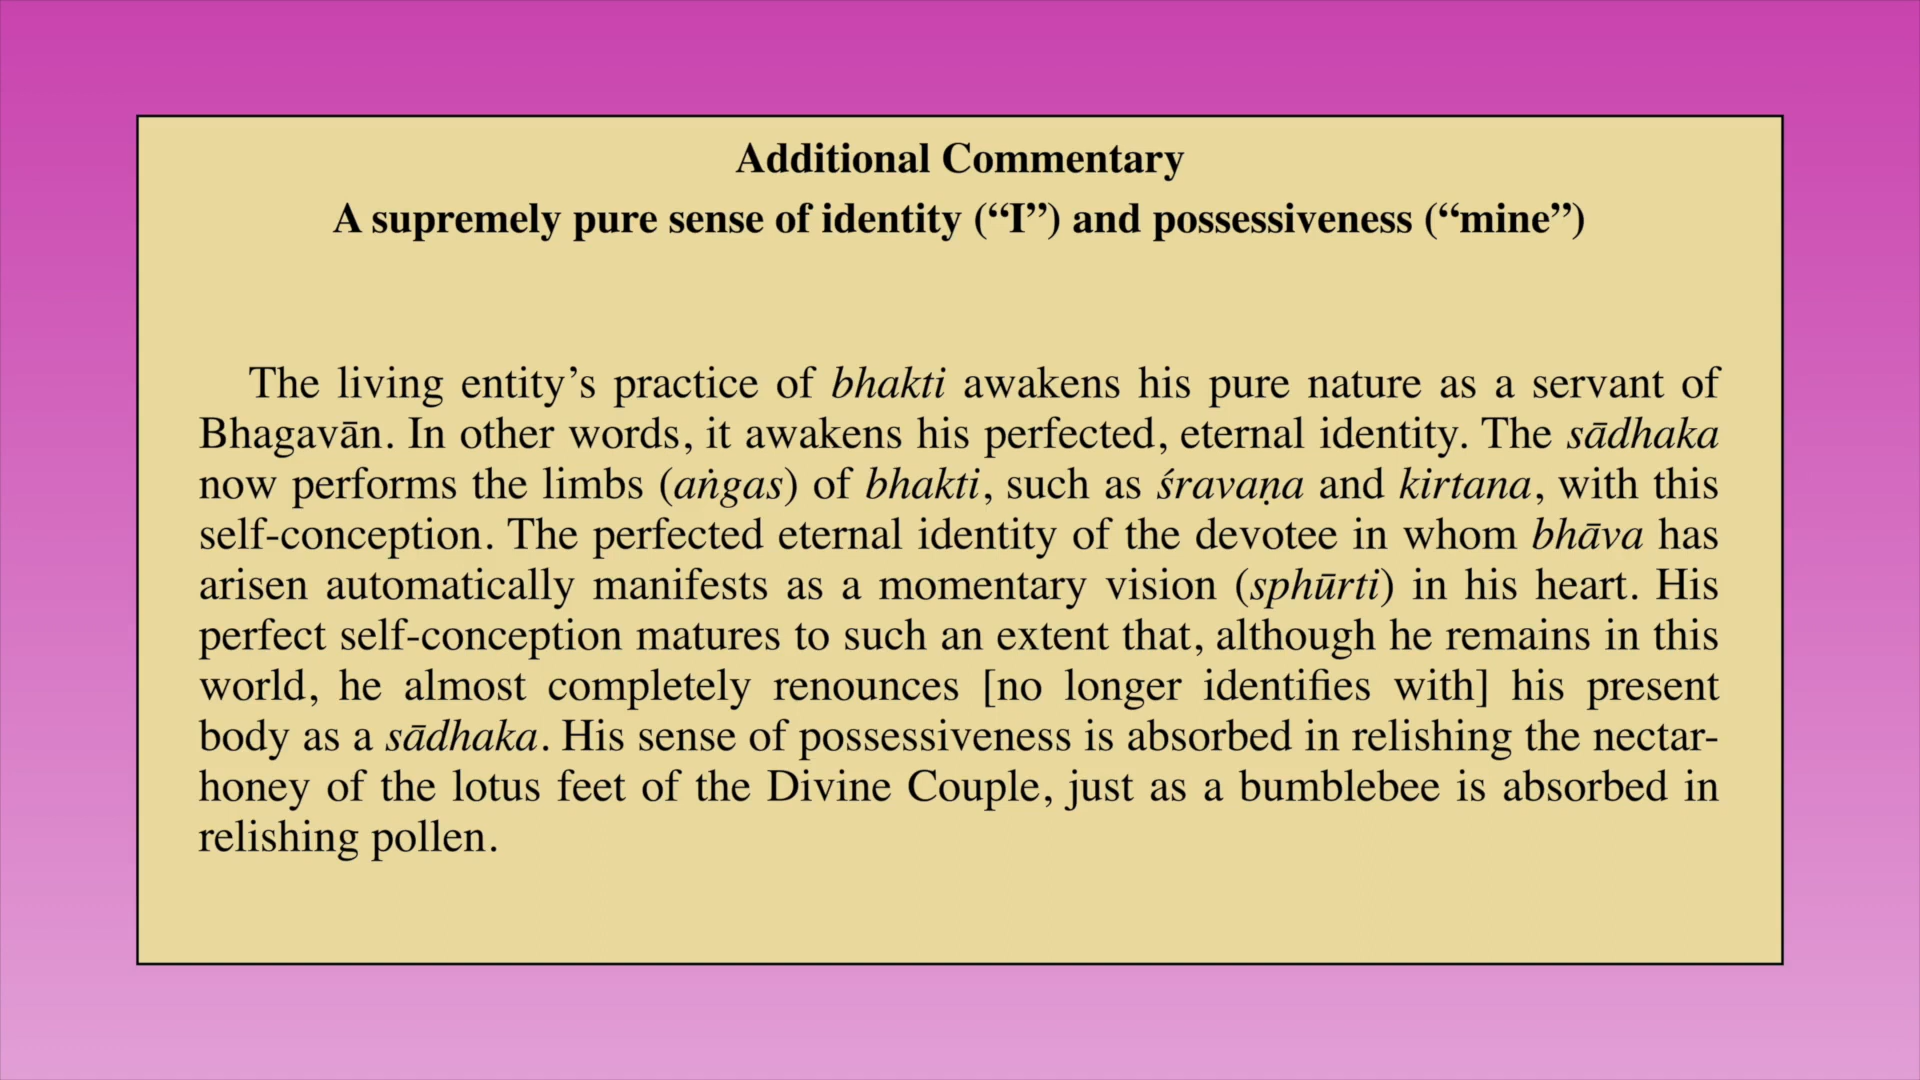 Additional Commentary
A supremely pure sense of identity (“I”) and possessiveness (“mine”)
The living entity’s practice of bhakti awakens his pure nature as a servant of
Bhagavān. In other words, it awakens his perfected, eternal identity. The sādhaka
now performs the limbs (aṅgas) of bhakti, such as śravaṇa and kirtana, with this
self-conception. The perfected eternal identity of the devotee in whom bhāva has
arisen automatically manifests as a momentary vision (sphūrti) in his heart. His
perfect self-conception matures to such an extent that, although he remains in this
world, he almost completely renounces [no longer identifies with] his present
body as a sādhaka. His sense of possessiveness is absorbed in relishing the nectar-
honey of the lotus feet of the Divine Couple, just as a bumblebee is absorbed in
relishing pollen.